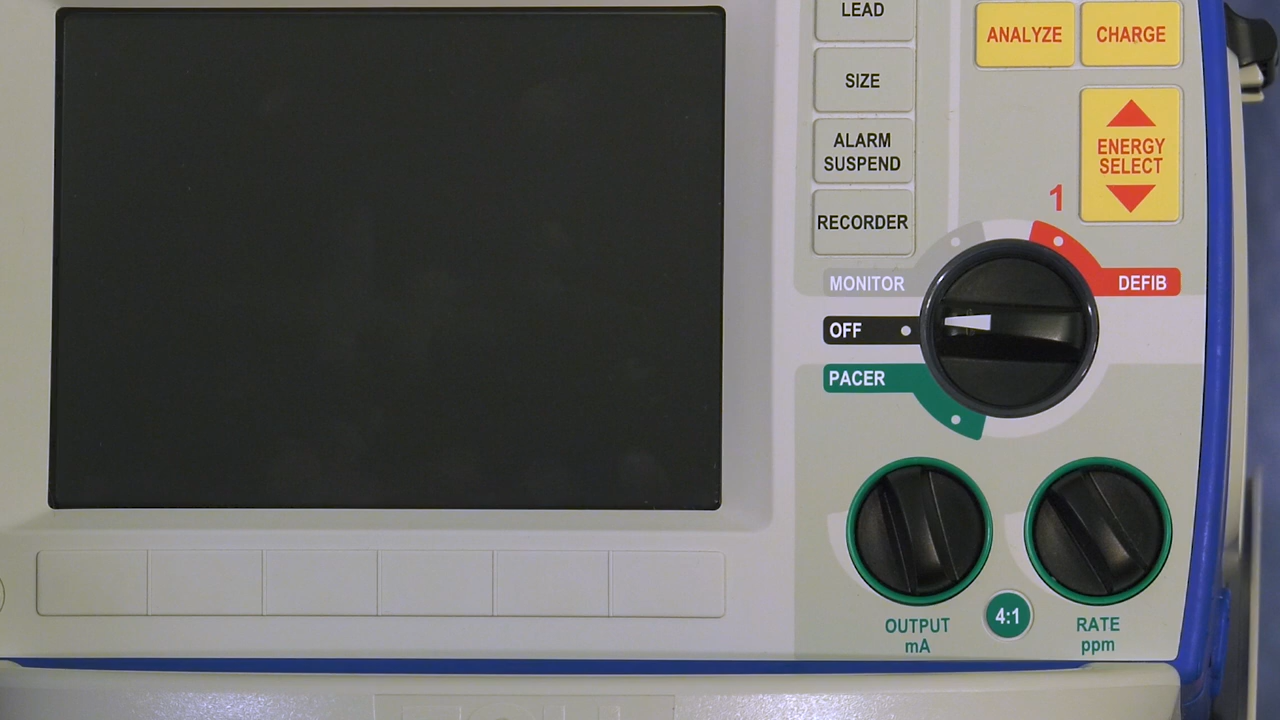 LEAD
SIZE
ALARM
SUSPEND
RECORDER
ANALYZE
CHARGE
ENERGY
SELECT
1
MONITOR
DEFIB
OFF
PACER
OUTPUT
mA
4:1
RATE
ppm